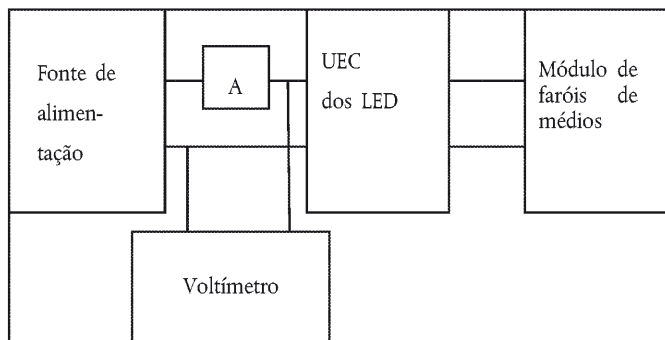 Fonte de
alimen-
tação
A
UEC
dos LED
Módulo de
faróis de
médios
Voltímetro